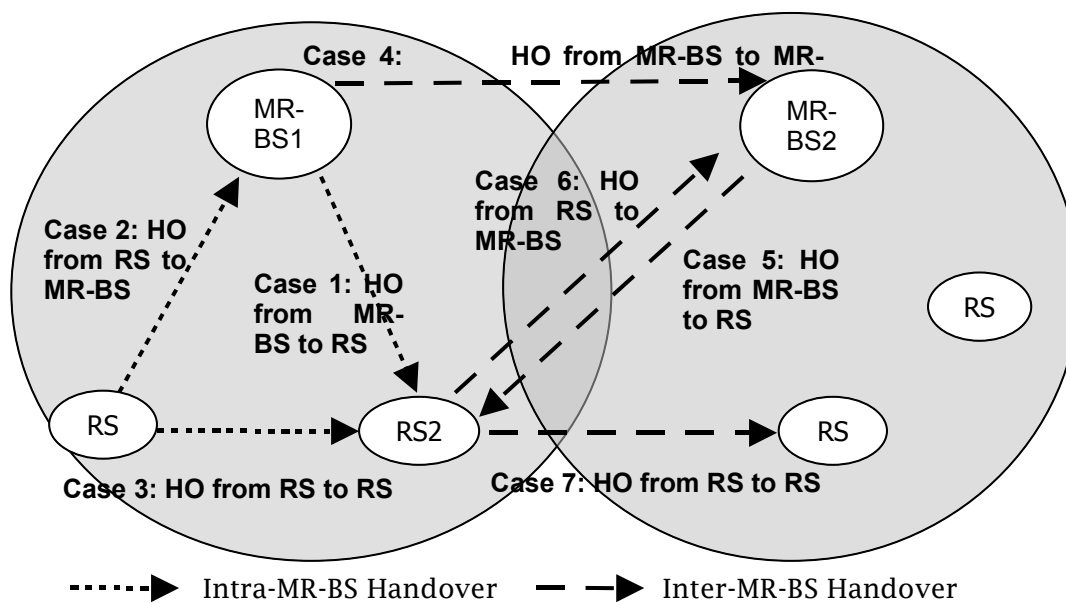 Case 4: HO from MR-BS to MR-
MR-
BS1
MR-
BS2
Case 6: HO
from RS to
MR-BS
Case 2: HO
from RS to
MR-BS
Case 1: HO
from MR-
BS to RS
Case 5: HO
from MR-BS
to RS
RS
RS
RS2
RS
Case 3: HO from RS to RS
Case 7: HO from RS to RS
Intra-MR-BS Handover
Inter-MR-BS Handover